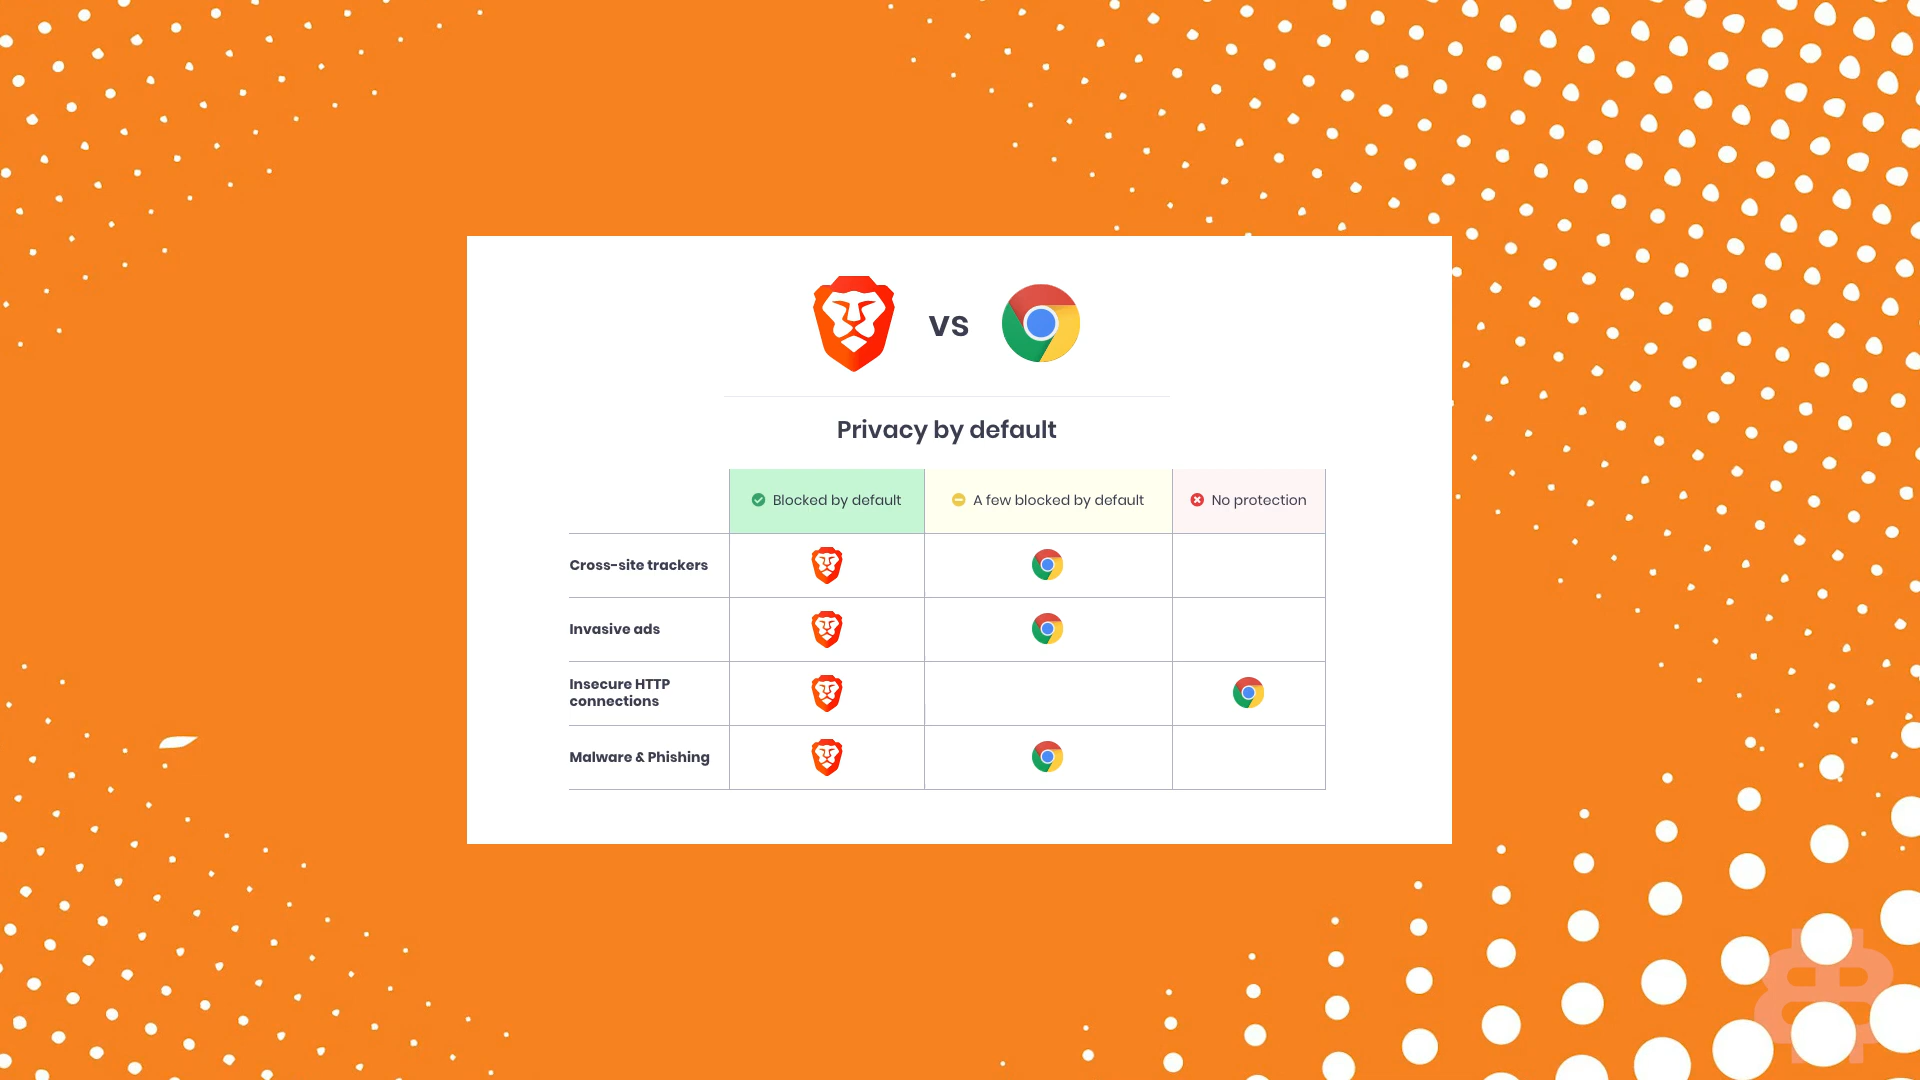 vs
Privacy by default
Blocked by default
A few blocked by default
No protection
Cross-site trackers
Invasive ads
Insecure HTTP
connections
Malware & Phishing